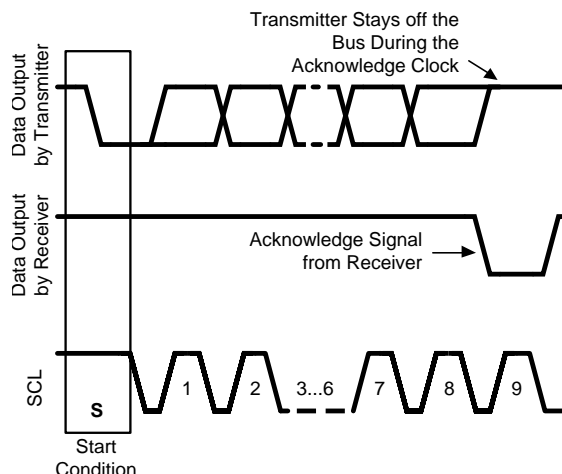 Transmitter Stays off the
Bus During the
Acknowledge Clock
Data Output
by Transmitter
Data Output
by Receiver
Acknowledge Signal
from Receiver
SCL
S
1
2
3...6
7
8
9
Start
Condition